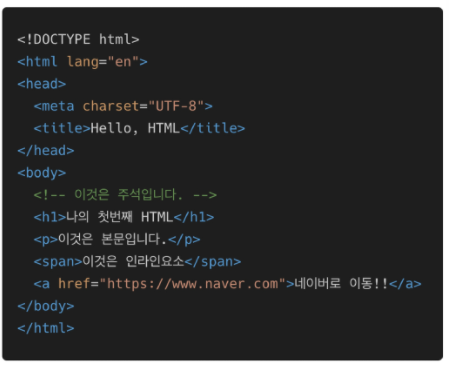 <!DOCTYPE html>
<html lang="en">
<head>
  <meta charset="UTF-8">
  <title>Hello, HTML</title>
</head>
<body>
  <!-- 이것은 주석입니다. -->
  <h1>나의 첫번째 HTML</h1>
  <p>이것은 본문입니다.</p>
  <span>이것은 인라인요소</span>
  <a href="https://www.naver.com">네이버로 이동!!</a>
</body>
</html>